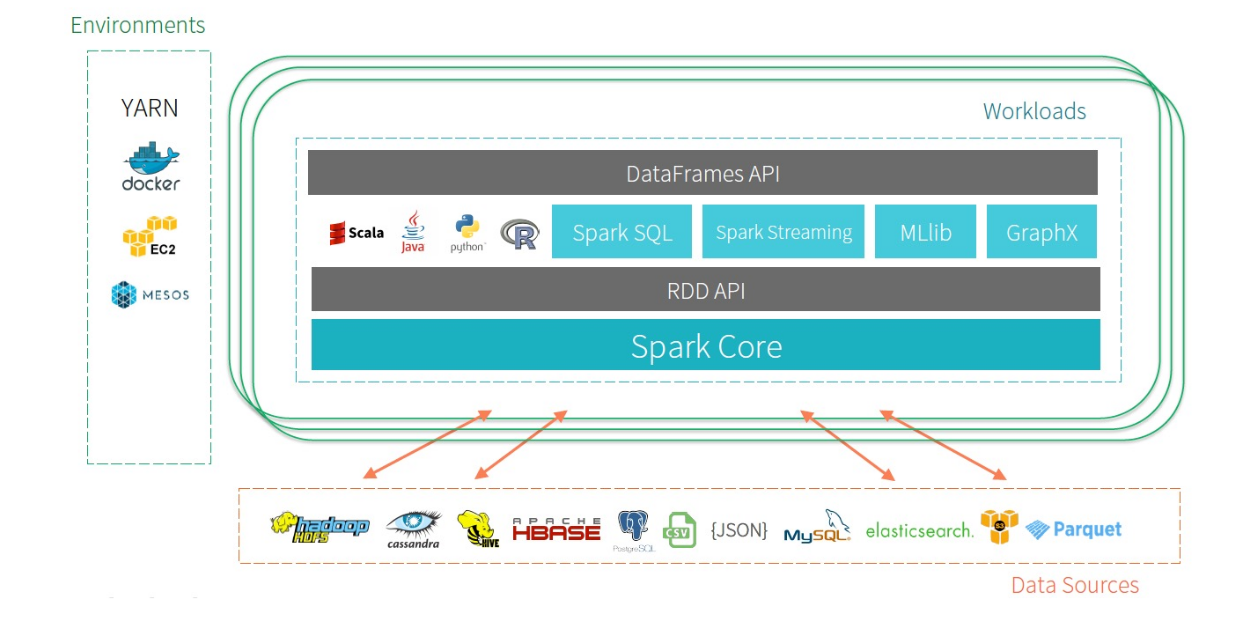 Environments
YARN
docker
EC2
MESOS
Workloads
DataFrames API
Scala
Java
python
R
Spark SQL
Spark Streaming
MLlib
GraphX
RDD API
Spark Core
hadoop
HDFS
cassandra
HIVE
APACHE
HBASE
PostgreSQL
CSV
{JSON}
MySQL
elasticsearch.
S3
Parquet
Data Sources